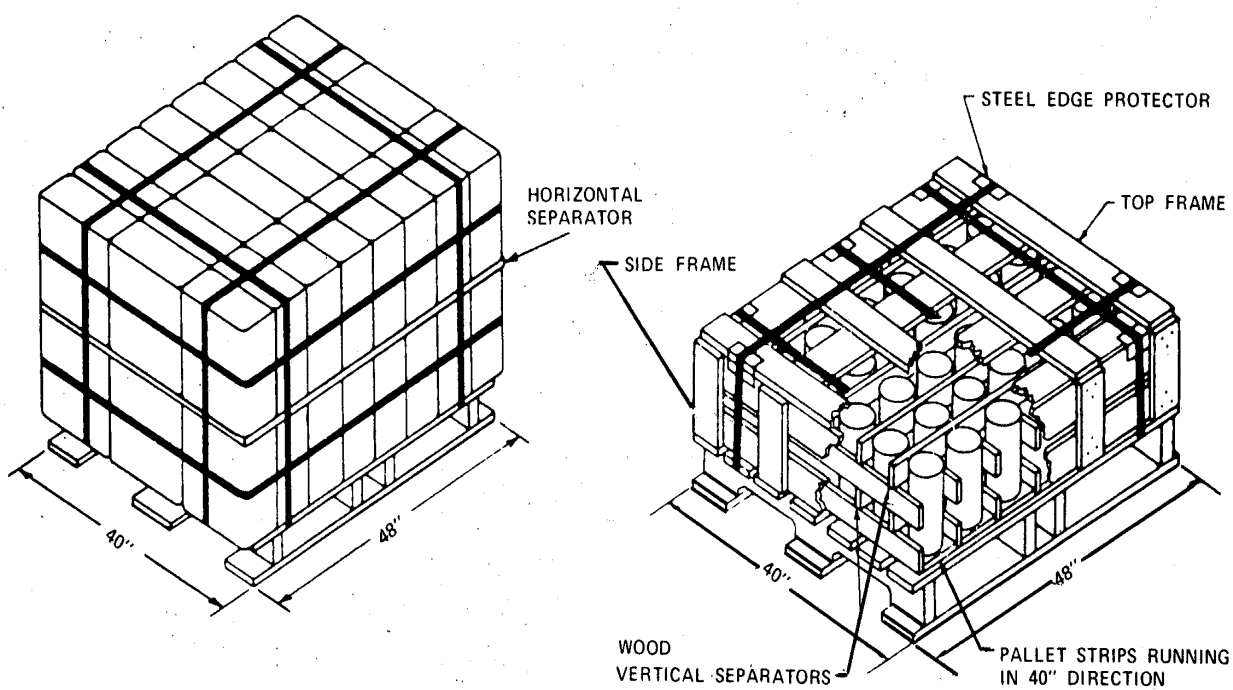 HORIZONTAL
SEPARATOR
40"
48"
STEEL EDGE PROTECTOR
TOP FRAME
SIDE FRAME
40"
48"
WOOD
VERTICAL SEPARATORS
PALLET STRIPS RUNNING
IN 40" DIRECTION